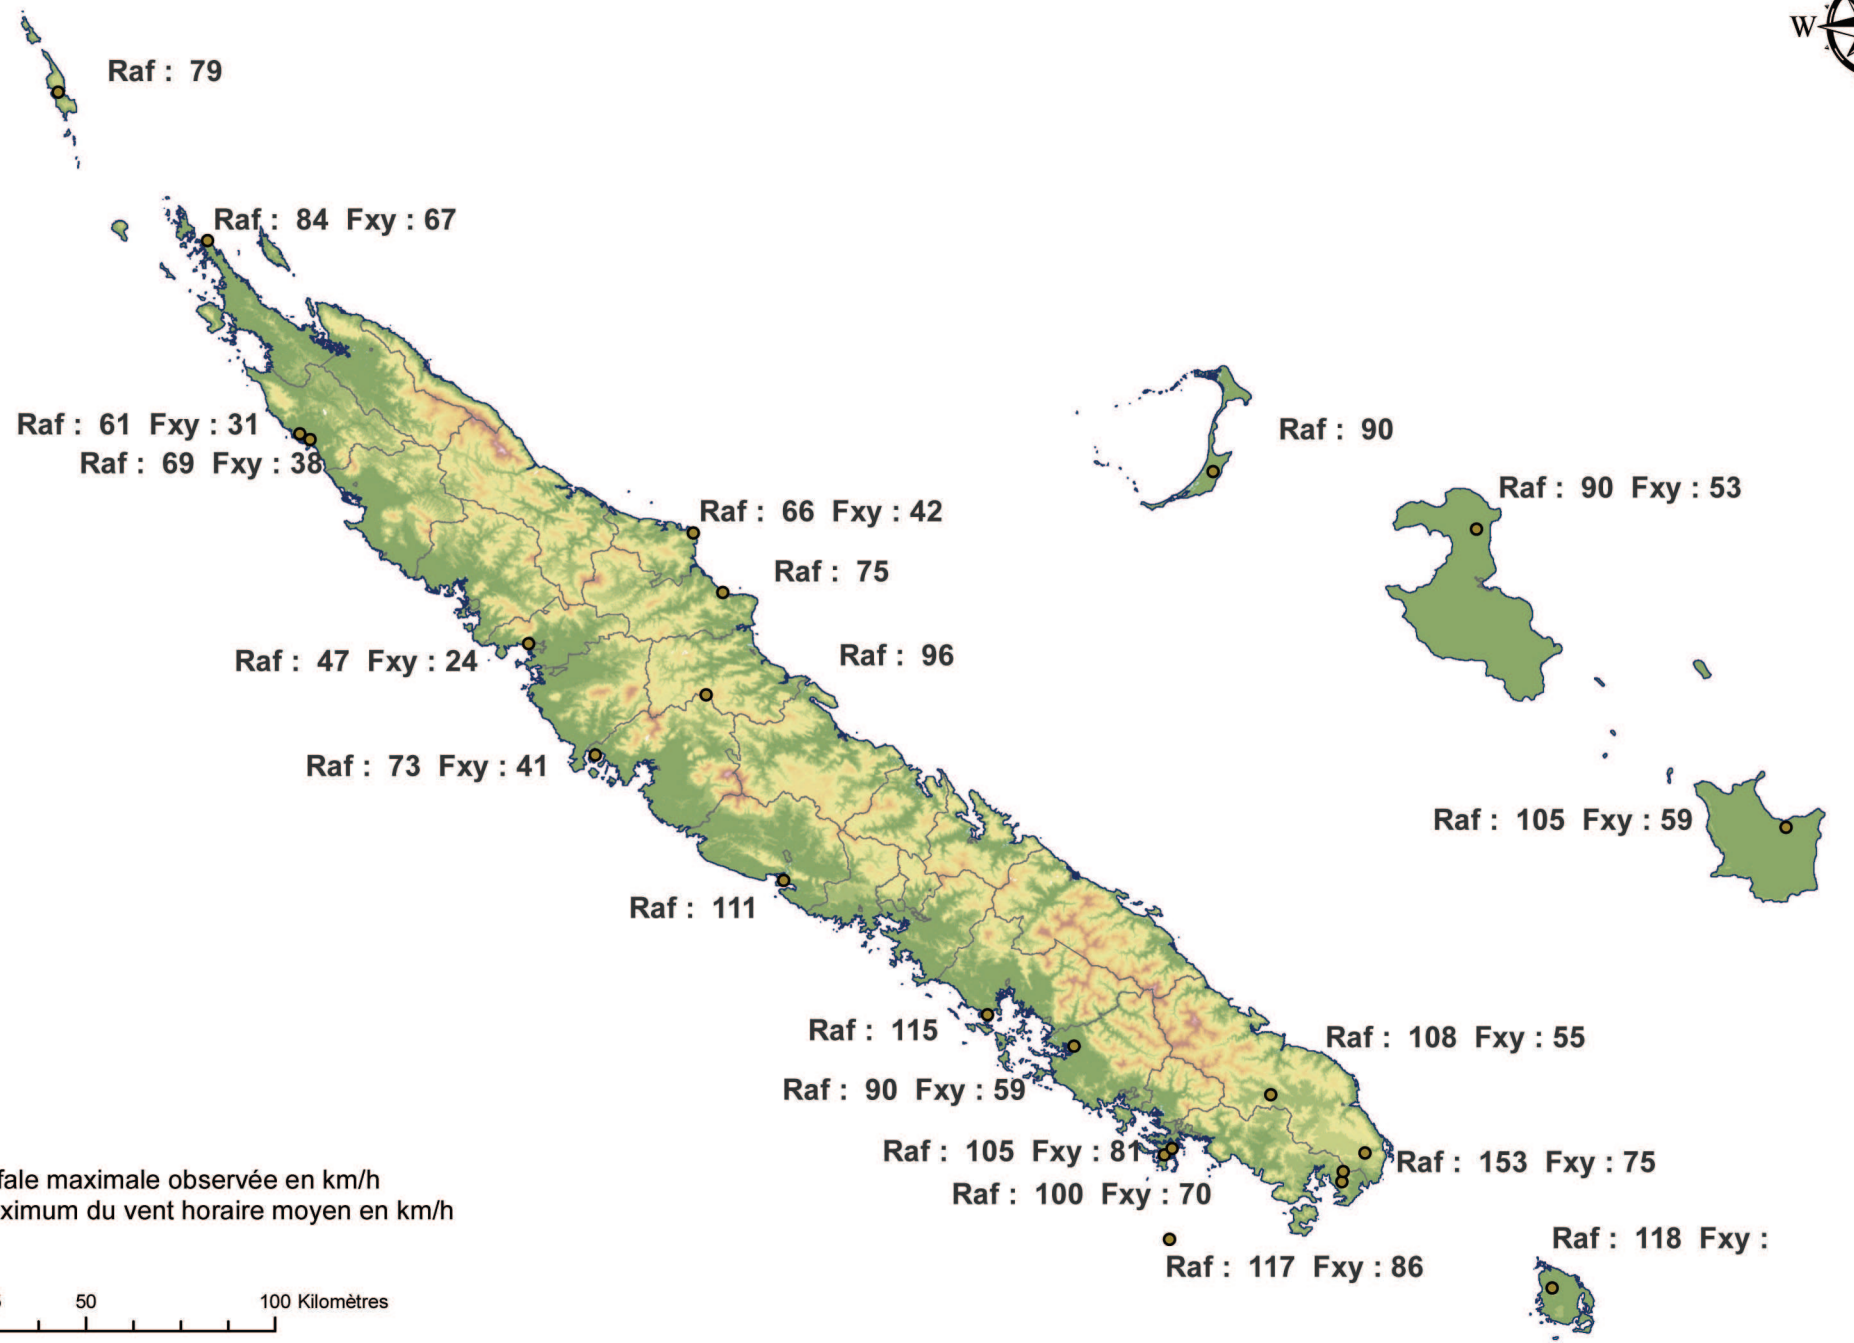 W
Raf : 79
Raf : 84 Fxy : 67
Raf : 61 Fxy : 31
Raf : 69 Fxy : 38
Raf : 90
Raf : 90 Fxy : 53
Raf : 66 Fxy : 42
Raf : 75
Raf : 47 Fxy : 24
Raf : 96
Raf : 73 Fxy : 41
Raf : 105 Fxy : 59
Raf : 111
Raf : 115
Raf : 108 Fxy : 55
Raf : 90 Fxy : 59
Raf : 105 Fxy : 81
Raf : 153 Fxy : 75
Raf : 100 Fxy : 70
Raf : 118 Fxy :
Raf : 117 Fxy : 86
fale maximale observée en km/h
ximum du vent horaire moyen en km/h
50 100 Kilomètres